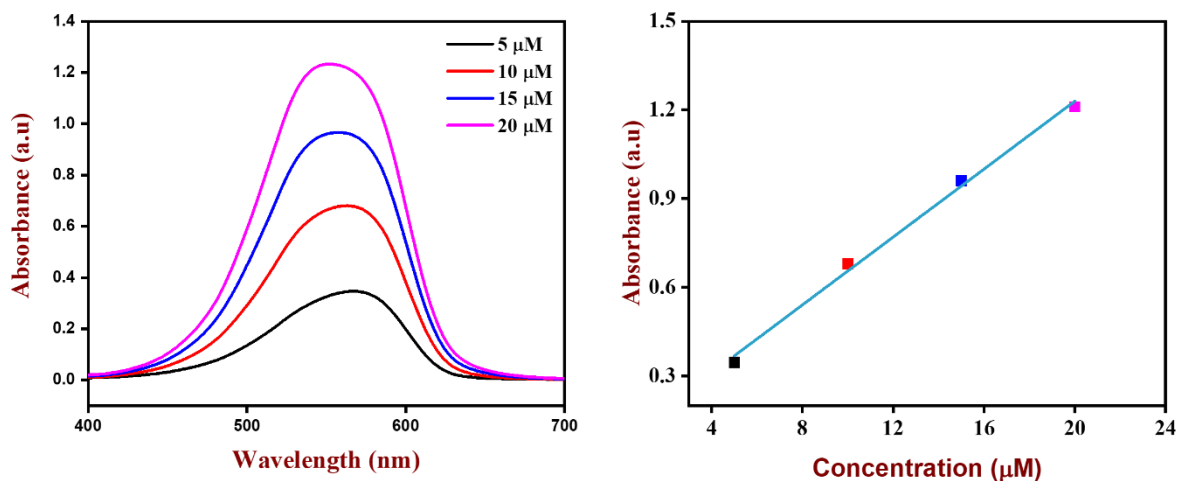 1.4
1.2
1.0
0.8
0.6
0.4
0.2
0.0
Absorbance (a.u)
400
500
600
700
Wavelength (nm)
5 μM
10 μM
15 μM
20 μM
1.5
1.2
0.9
0.6
0.3
Absorbance (a.u)
4
8
12
16
20
24
Concentration (μM)